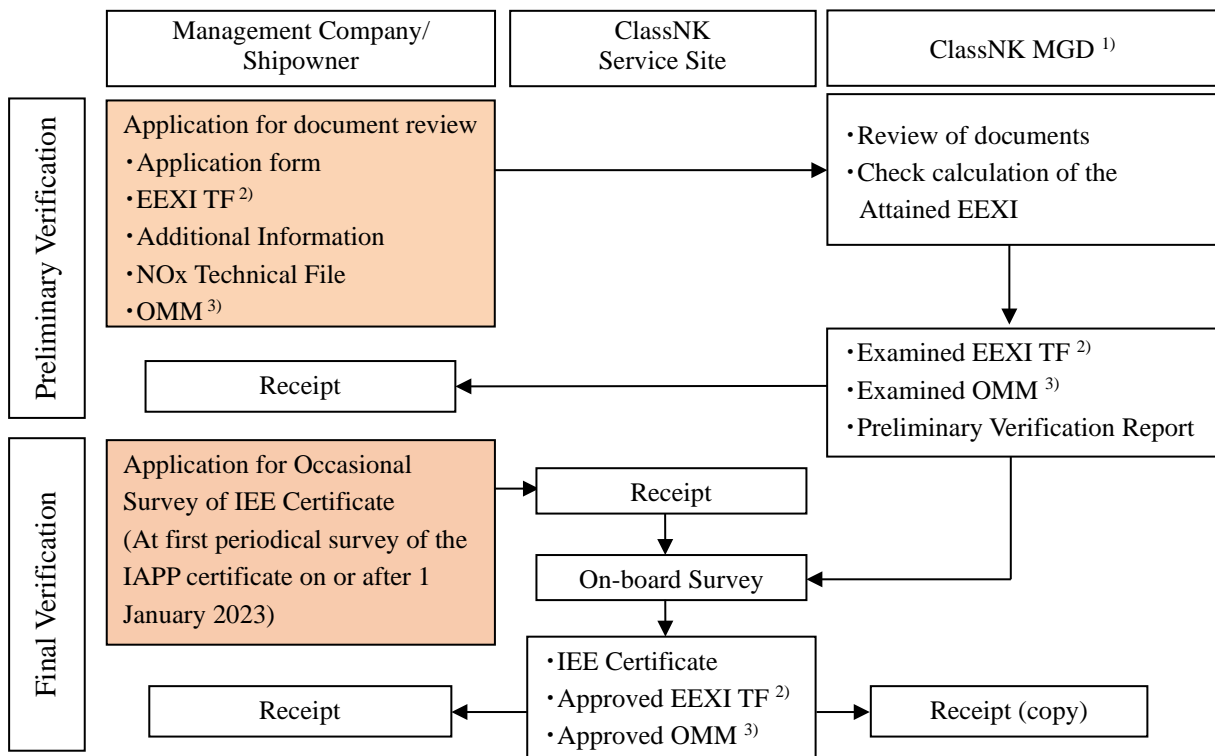 Management Company/
Shipowner
ClassNK
Service Site
ClassNK MGD 1)
Preliminary Verification
Application for document review
・Application form
・EEXI TF 2)
・Additional Information
・NOx Technical File
・OMM 3)
・Review of documents
・Check calculation of the
Attained EEXI
Receipt
・Examined EEXI TF 2)
・Examined OMM 3)
・Preliminary Verification Report
Final Verification
Application for Occasional
Survey of IEE Certificate
(At first periodical survey of the
IAPP certificate on or after 1
January 2023)
Receipt
On-board Survey
・IEE Certificate
・Approved EEXI TF 2)
・Approved OMM 3)
Receipt
Receipt (copy)